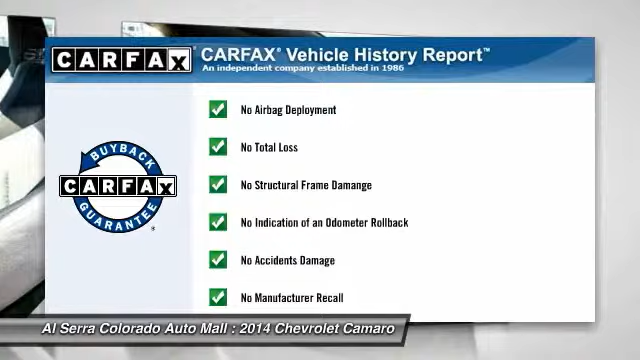 CARFAX® CARFAX® Vehicle History Report™
An independent company established in 1986
No Airbag Deployment
No Total Loss
BUYBACK
CARFAX
GUARANTEE®
No Structural Frame Damange
No Indication of an Odometer Rollback
No Accidents Damage
No Manufacturer Recall
Al Serra Colorado Auto Mall : 2014 Chevrolet Camaro